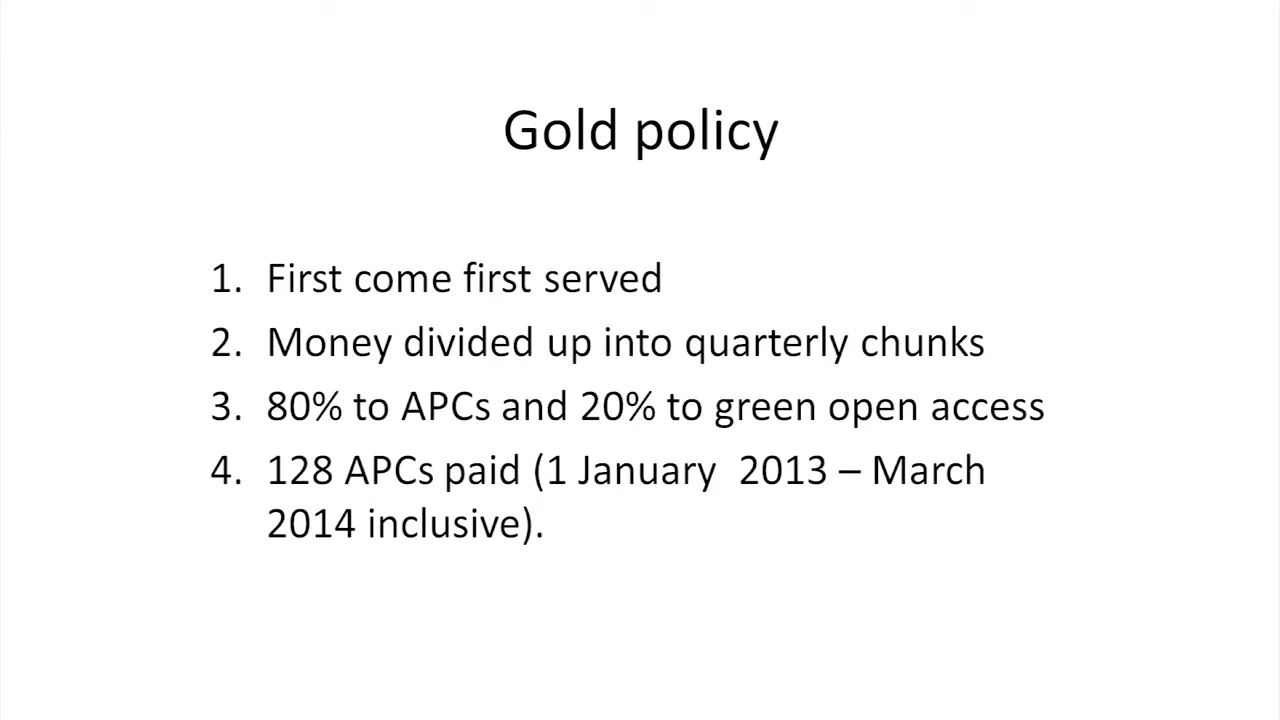 Gold policy
1. First come first served
2. Money divided up into quarterly chunks
3. 80% to APCs and 20% to green open access
4. 128 APCs paid (1 January  2013 – March
2014 inclusive).